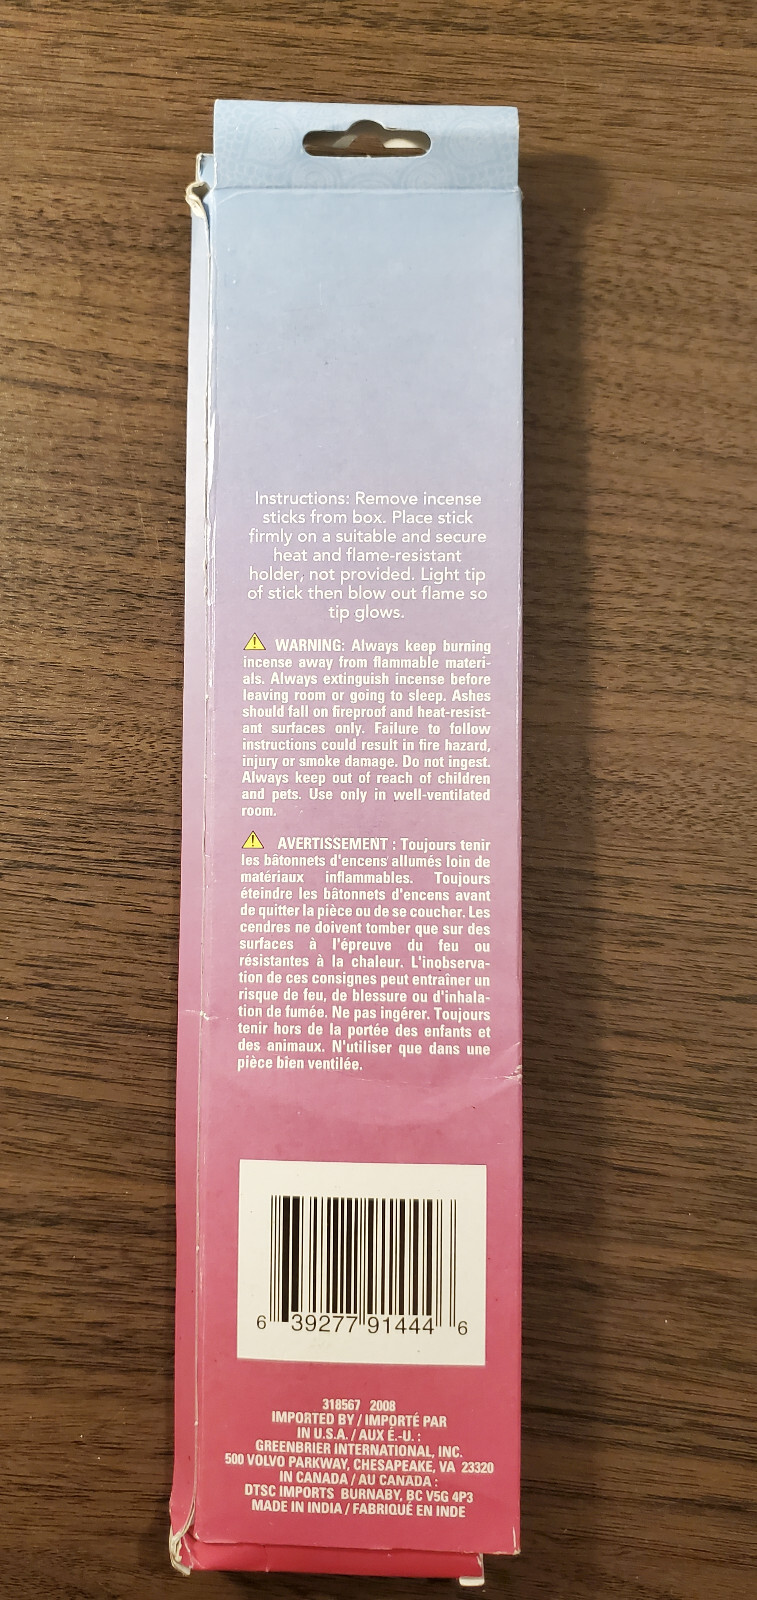 Instructions: Remove incense
sticks from box. Place stick
firmly on a suitable and secure
heat and flame-resistant
holder, not provided. Light tip
of stick then blow out flame so
tip glows.
WARNING: Always keep burning
incense away from flammable materi-
als. Always extinguish incense before
leaving room or going to sleep. Ashes
should fall on fireproof and heat-resist-
ant surfaces only. Failure to follow
instructions could result in fire hazard,
injury or smoke damage. Do not ingest.
Always keep out of reach of children
and pets. Use only in well-ventilated
room.
AVERTISSEMENT : Toujours tenir
les bâtonnets d'encens allumés loin de
matériaux inflammables. Toujours
éteindre les bâtonnets d'encens avant
de quitter la pièce ou de se coucher. Les
cendres ne doivent tomber que sur des
surfaces à l'épreuve du feu ou
résistantes à la chaleur. L'inobserva-
tion de ces consignes peut entraîner un
risque de feu, de blessure ou d'inhala-
tion de fumée. Ne pas ingérer. Toujours
tenir hors de la portée des enfants et
des animaux. N'utiliser que dans une
pièce bien ventilée.
6 39277 91444 6
318567 2008
IMPORTED BY / IMPORTÉ PAR
IN U.S.A. / AUX É.-U. :
GREENBRIER INTERNATIONAL, INC.
500 VOLVO PARKWAY, CHESAPEAKE, VA 23320
IN CANADA / AU CANADA :
DTSC IMPORTS BURNABY, BC V5G 4P3
MADE IN INDIA / FABRIQUÉ EN INDE